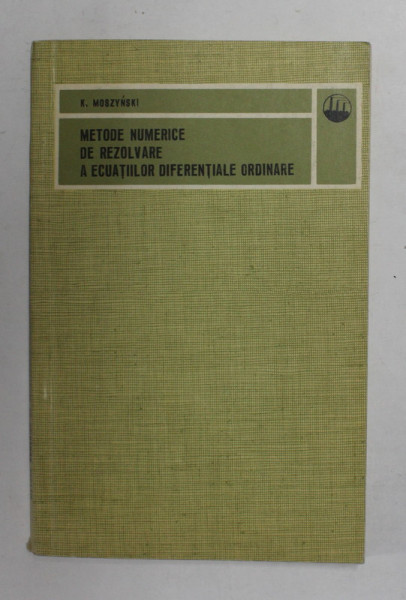 K. MOSZYŃSKI
METODE NUMERICE
DE REZOLVARE
A ECUAȚIILOR DIFERENȚIALE ORDINARE